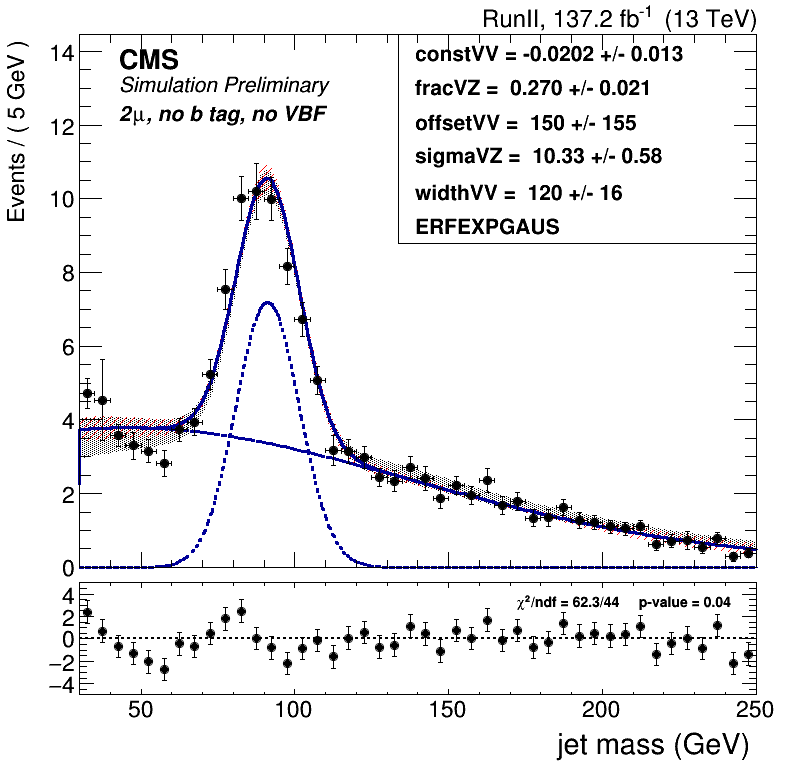 RunII, 137.2 fb⁻¹ (13 TeV)
Events / ( 5 GeV )
CMS
Simulation Preliminary
2μ, no b tag, no VBF
constVV = -0.0202 +/- 0.013
fracVZ = 0.270 +/- 0.021
offsetVV = 150 +/- 155
sigmaVZ = 10.33 +/- 0.58
widthVV = 120 +/- 16
ERFEXPGAUS
14
12
10
8
6
4
2
0
χ²/ndf = 62.3/44 p-value = 0.04
4
2
0
−2
−4
50 100 150 200 250
jet mass (GeV)